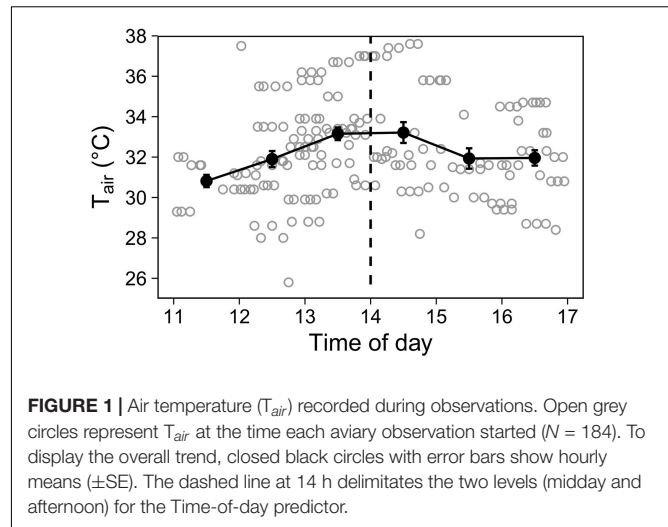 38
36
34
32
30
28
26
T_air (°C)
11 12 13 14 15 16 17
Time of day
FIGURE 1 | Air temperature (T_air) recorded during observations. Open grey
circles represent T_air at the time each aviary observation started (N = 184). To
display the overall trend, closed black circles with error bars show hourly
means (±SE). The dashed line at 14 h delimitates the two levels (midday and
afternoon) for the Time-of-day predictor.